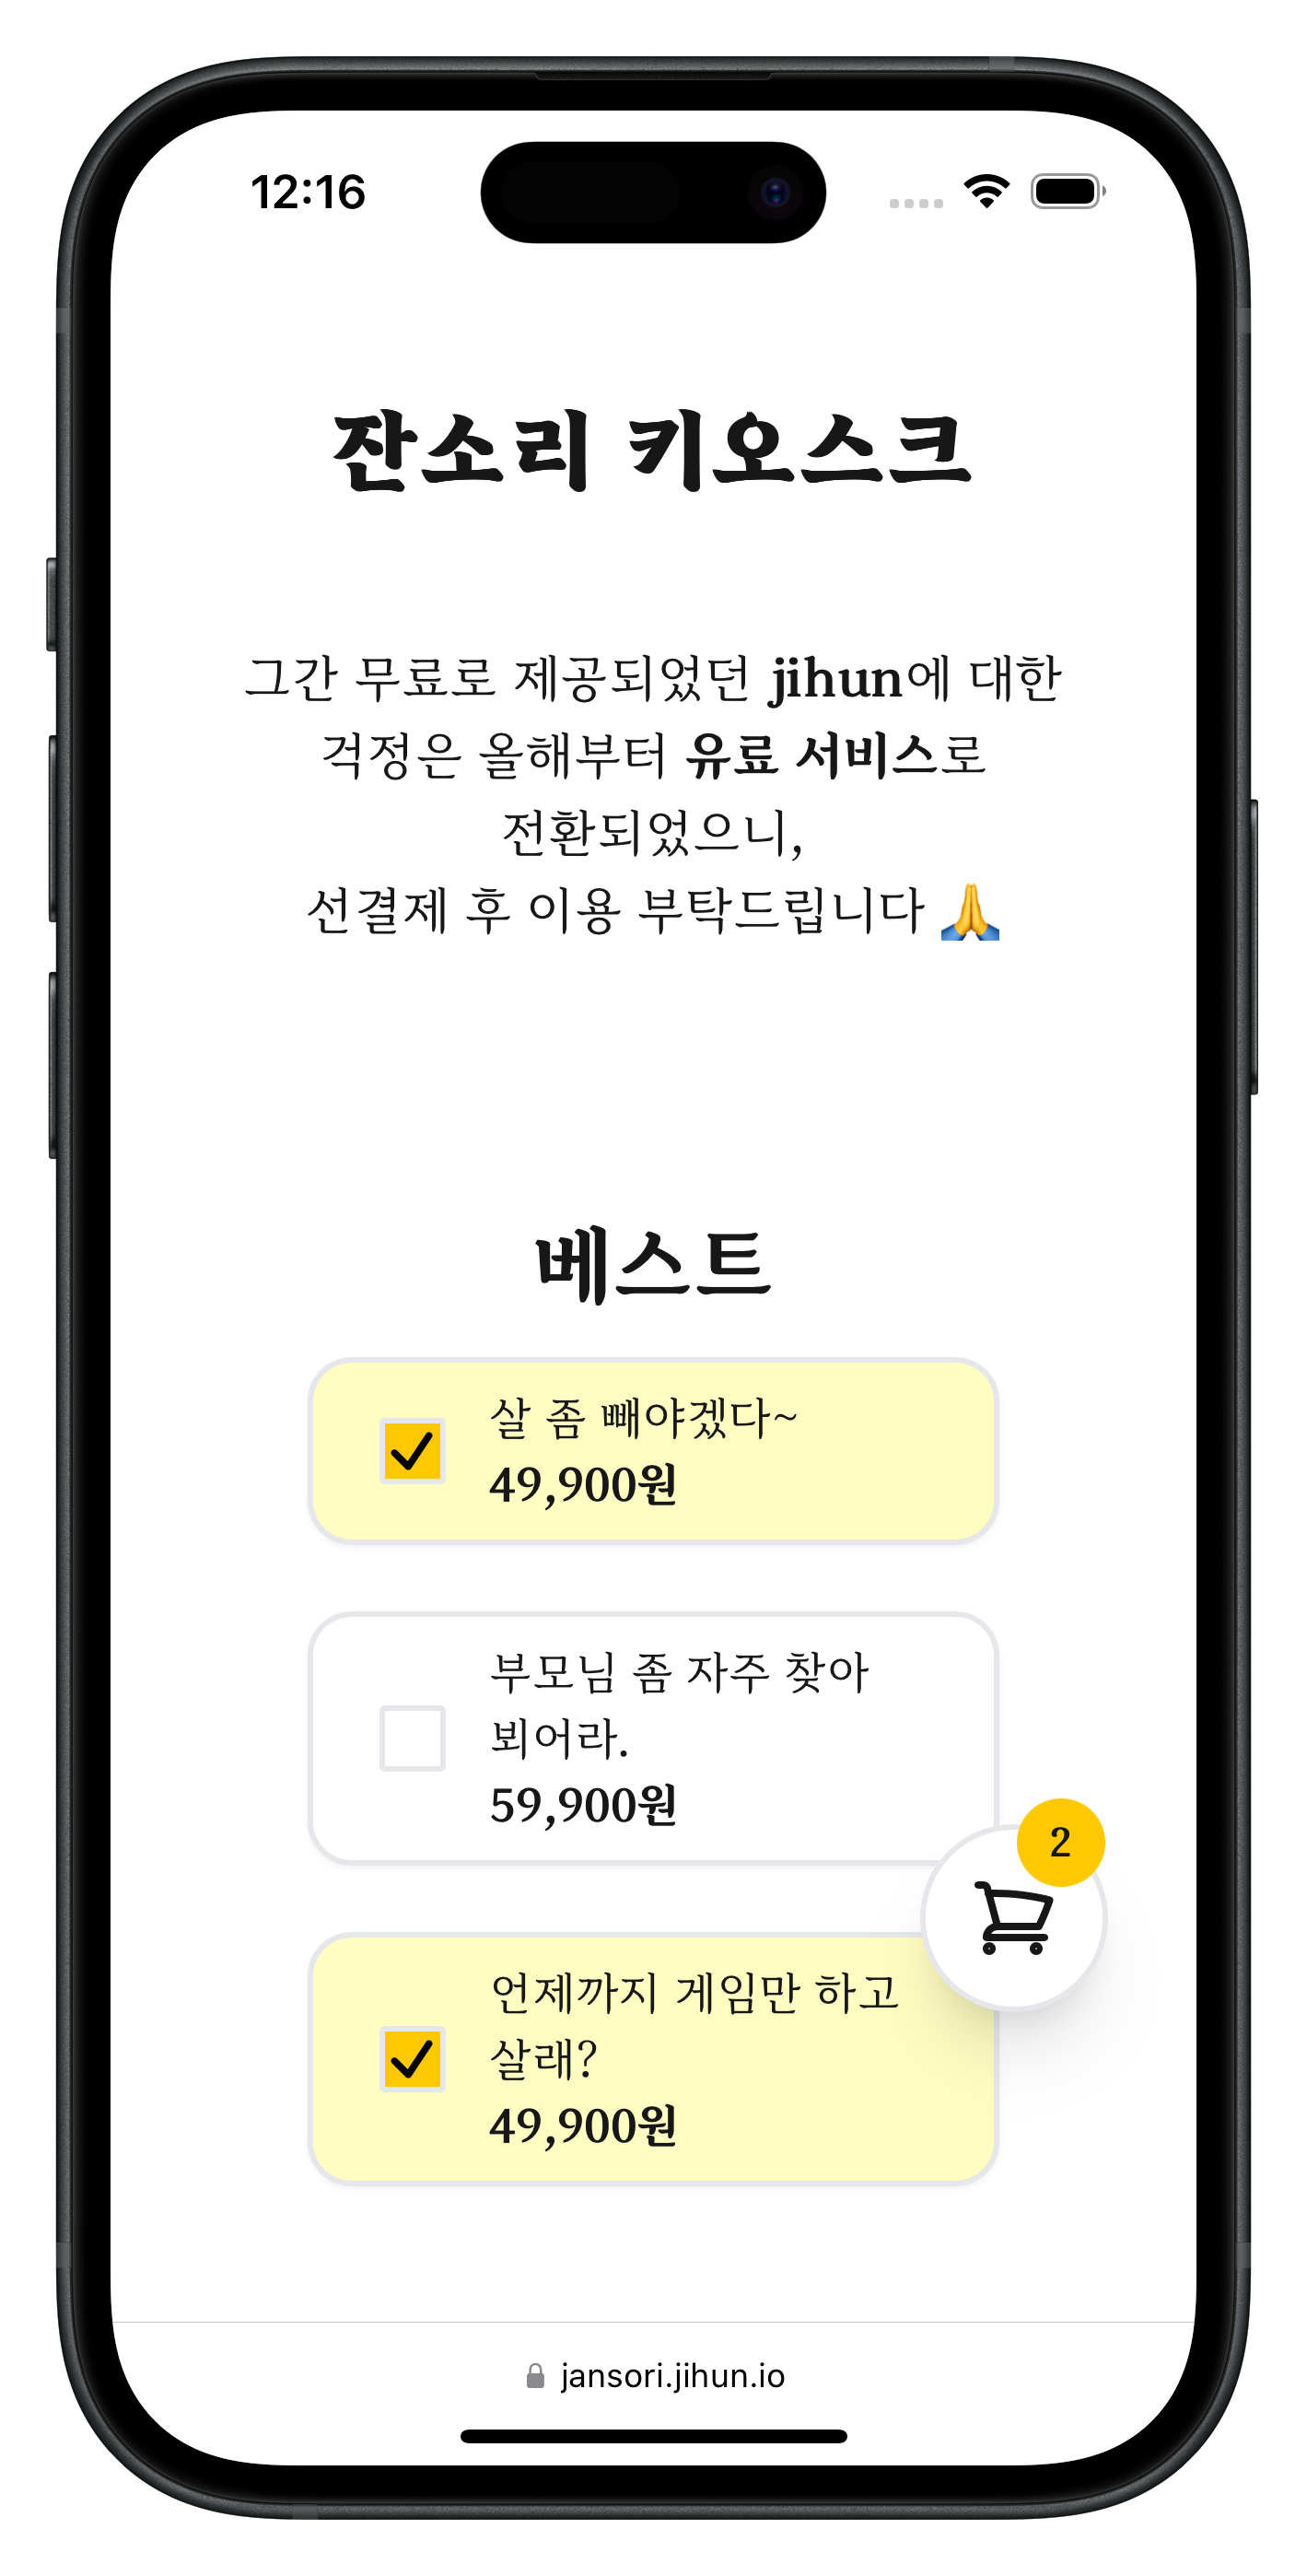 12:16
잔소리 키오스크
그간 무료로 제공되었던 jihun에 대한
걱정은 올해부터 유료 서비스로
전환되었으니,
선결제 후 이용 부탁드립니다 🙏
베스트
살 좀 빼야겠다~
49,900원
부모님 좀 자주 찾아
뵈어라.
59,900원
2
언제까지 게임만 하고
살래?
49,900원
jansori.jihun.io